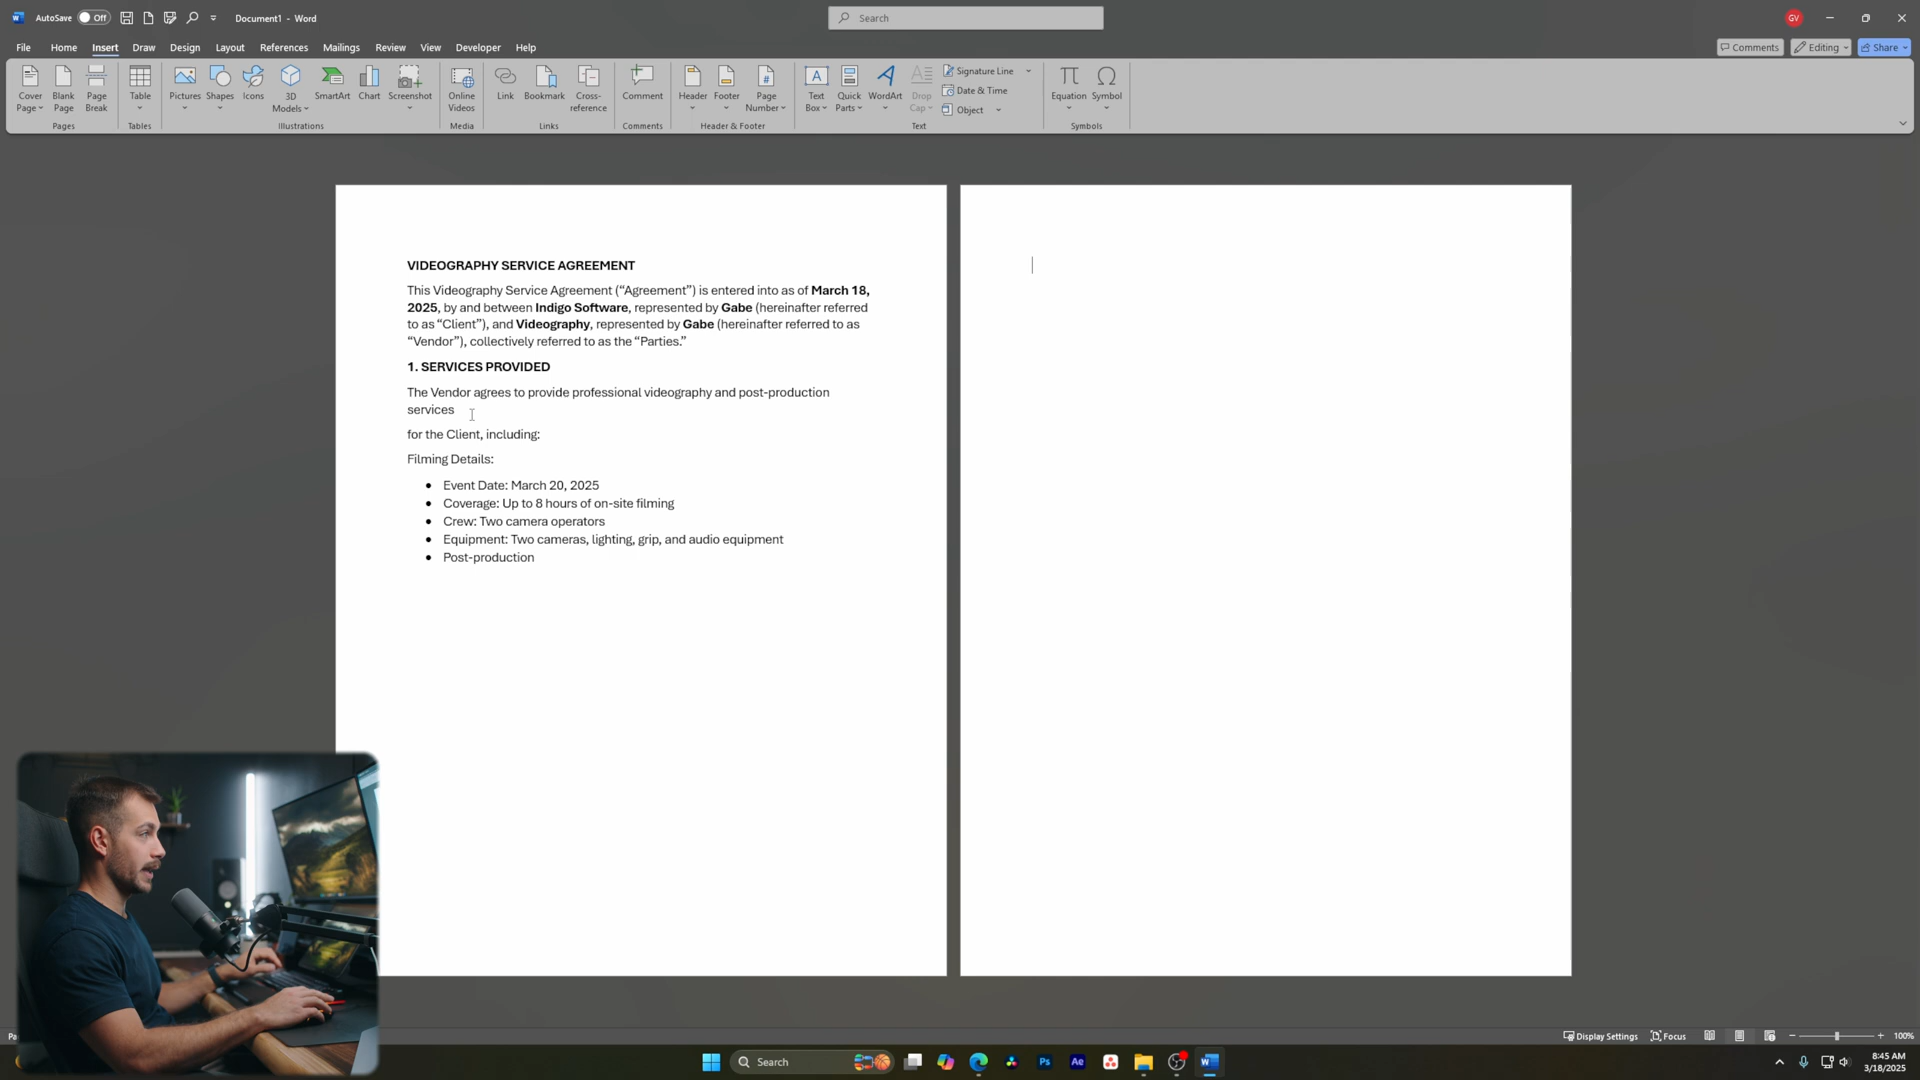 AutoSave Off Document1 - Word Search GV
File Home Insert Draw Design Layout References Mailings Review View Developer Help Comments Editing Share
Cover Page Blank Page Page Break Table Pictures Shapes Icons 3D Models SmartArt Chart Screenshot Online Videos Link Bookmark Cross-reference Comment Header Footer Page Number Text Box Quick Parts WordArt Drop Cap Signature Line Date & Time Object Equation Symbol
Pages Tables Illustrations Media Links Comments Header & Footer Text Symbols
VIDEOGRAPHY SERVICE AGREEMENT
This Videography Service Agreement (“Agreement”) is entered into as of March 18,
2025, by and between Indigo Software, represented by Gabe (hereinafter referred
to as “Client”), and Videography, represented by Gabe (hereinafter referred to as
“Vendor”), collectively referred to as the “Parties.”
1. SERVICES PROVIDED
The Vendor agrees to provide professional videography and post-production
services
for the Client, including:
Filming Details:
• Event Date: March 20, 2025
• Coverage: Up to 8 hours of on-site filming
• Crew: Two camera operators
• Equipment: Two cameras, lighting, grip, and audio equipment
• Post-production
Display Settings Focus 100%
Search Ps Ae 8:45 AM
3/18/2025